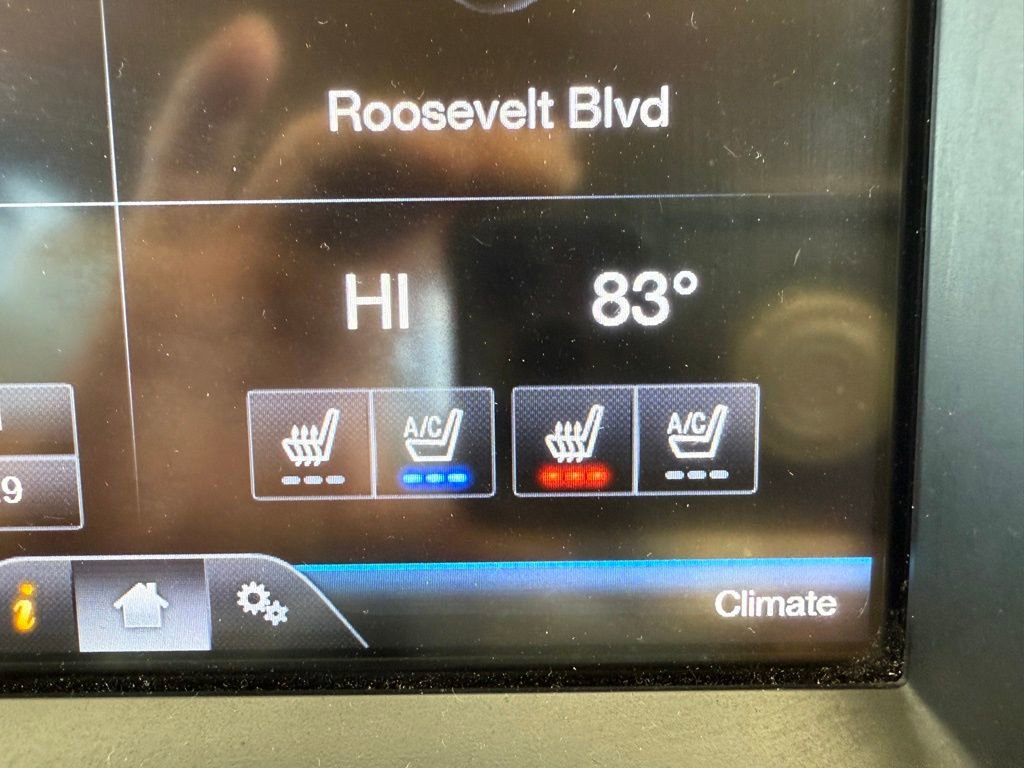 Roosevelt Blvd
HI 83°
A/C A/C
9
i
Climate